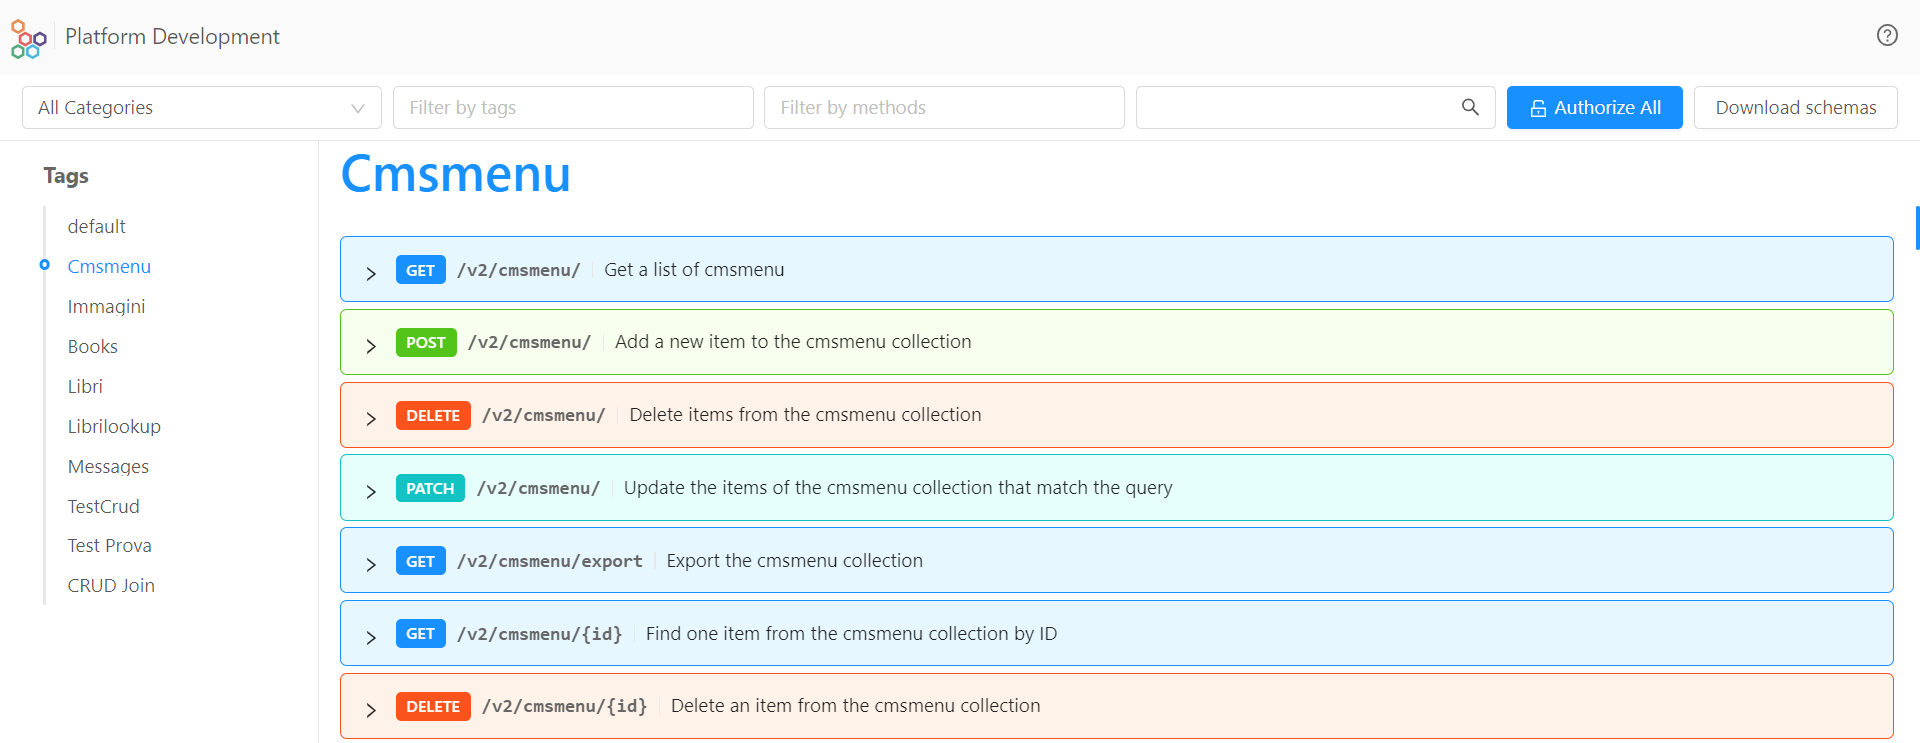 Platform Development
All Categories
Filter by tags
Filter by methods
Authorize All
Download schemas
Tags
default
Cmsmenu
Immagini
Books
Libri
Librilookup
Messages
TestCrud
Test Prova
CRUD Join
Cmsmenu
GET /v2/cmsmenu/ Get a list of cmsmenu
POST /v2/cmsmenu/ Add a new item to the cmsmenu collection
DELETE /v2/cmsmenu/ Delete items from the cmsmenu collection
PATCH /v2/cmsmenu/ Update the items of the cmsmenu collection that match the query
GET /v2/cmsmenu/export Export the cmsmenu collection
GET /v2/cmsmenu/{id} Find one item from the cmsmenu collection by ID
DELETE /v2/cmsmenu/{id} Delete an item from the cmsmenu collection